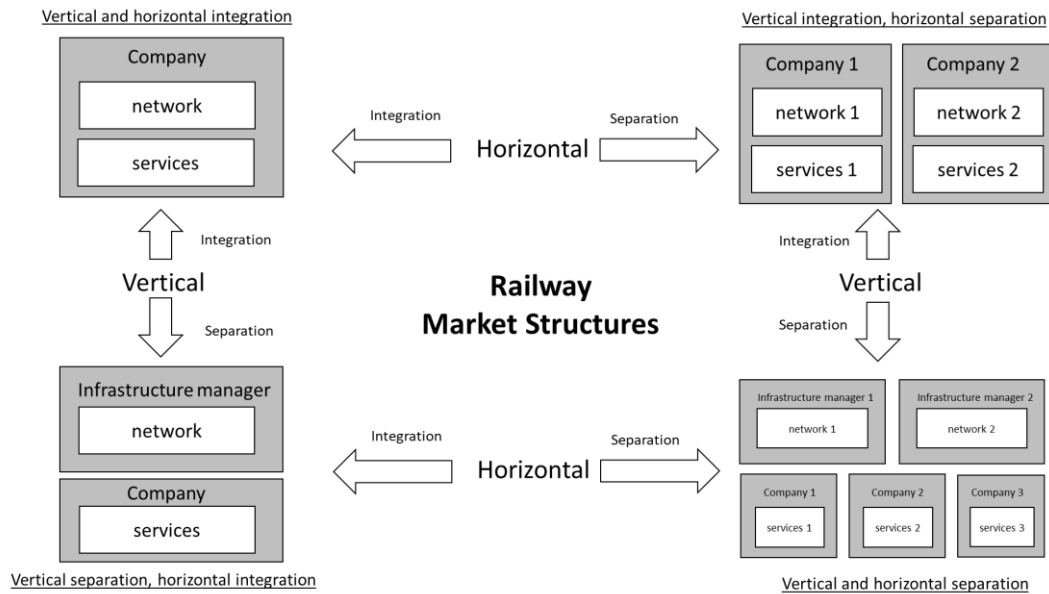 Vertical and horizontal integration
Vertical integration, horizontal separation
Company
network
services
Integration
Horizontal
Separation
Company 1
network 1
services 1
Company 2
network 2
services 2
Integration
Vertical
Separation
Railway
Market Structures
Integration
Vertical
Separation
Infrastructure manager
network
Company
services
Integration
Horizontal
Separation
Infrastructure manager 1
network 1
Infrastructure manager 2
network 2
Company 1
services 1
Company 2
services 2
Company 3
services 3
Vertical separation, horizontal integration
Vertical and horizontal separation